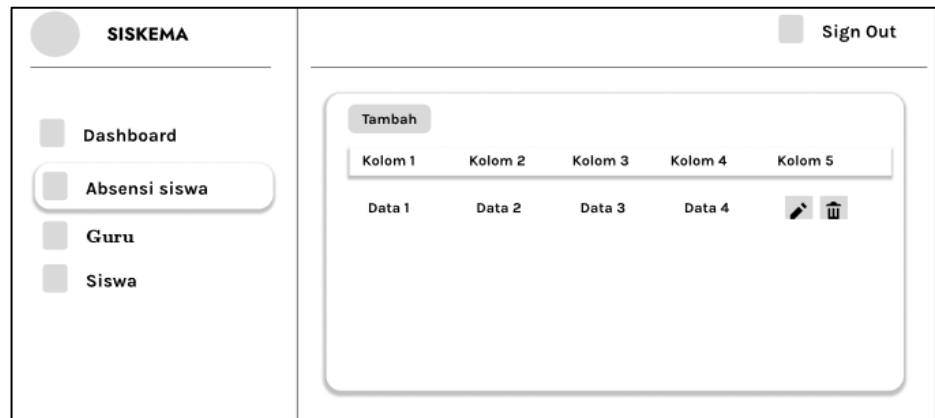 SISKEMA
Sign Out
Dashboard
Absensi siswa
Guru
Siswa
Tambah
Kolom 1 Kolom 2 Kolom 3 Kolom 4 Kolom 5
Data 1 Data 2 Data 3 Data 4